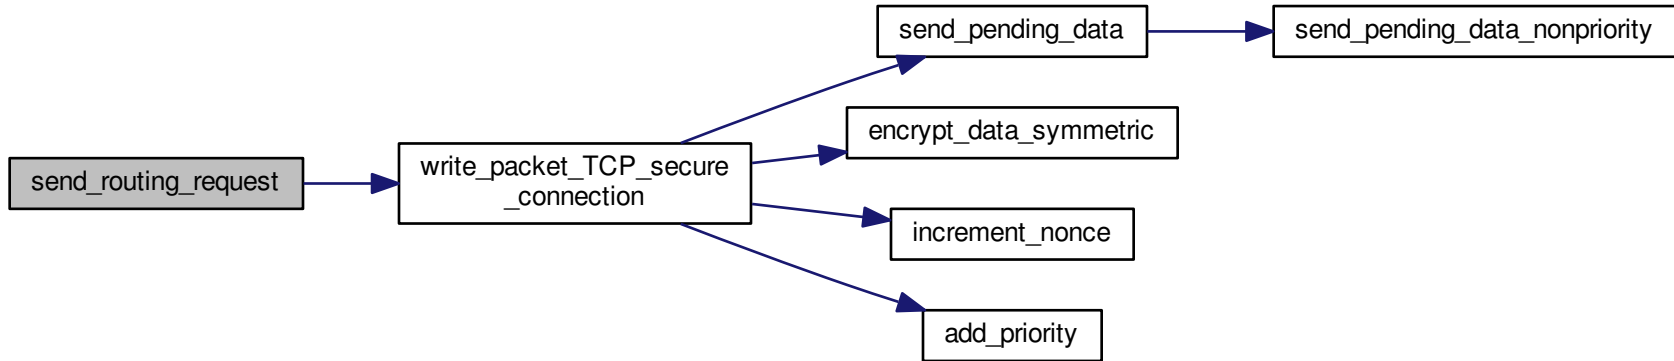 send_routing_request
write_packet_TCP_secure
_connection
send_pending_data
send_pending_data_nonpriority
encrypt_data_symmetric
increment_nonce
add_priority